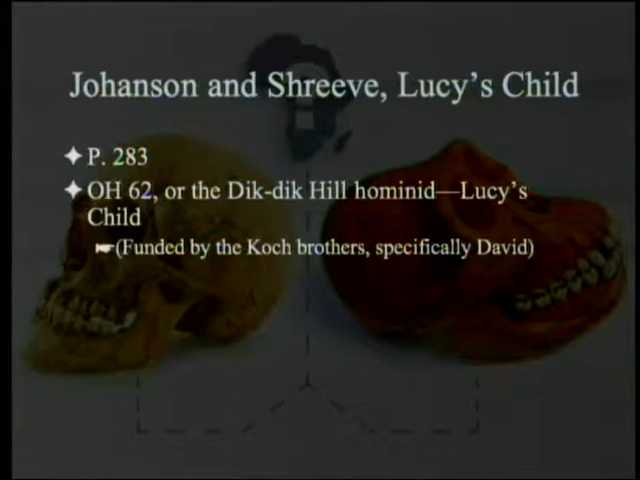 Johanson and Shreeve, Lucy's Child
P. 283
OH 62, or the Dik-dik Hill hominid—Lucy's
Child
(Funded by the Koch brothers, specifically David)